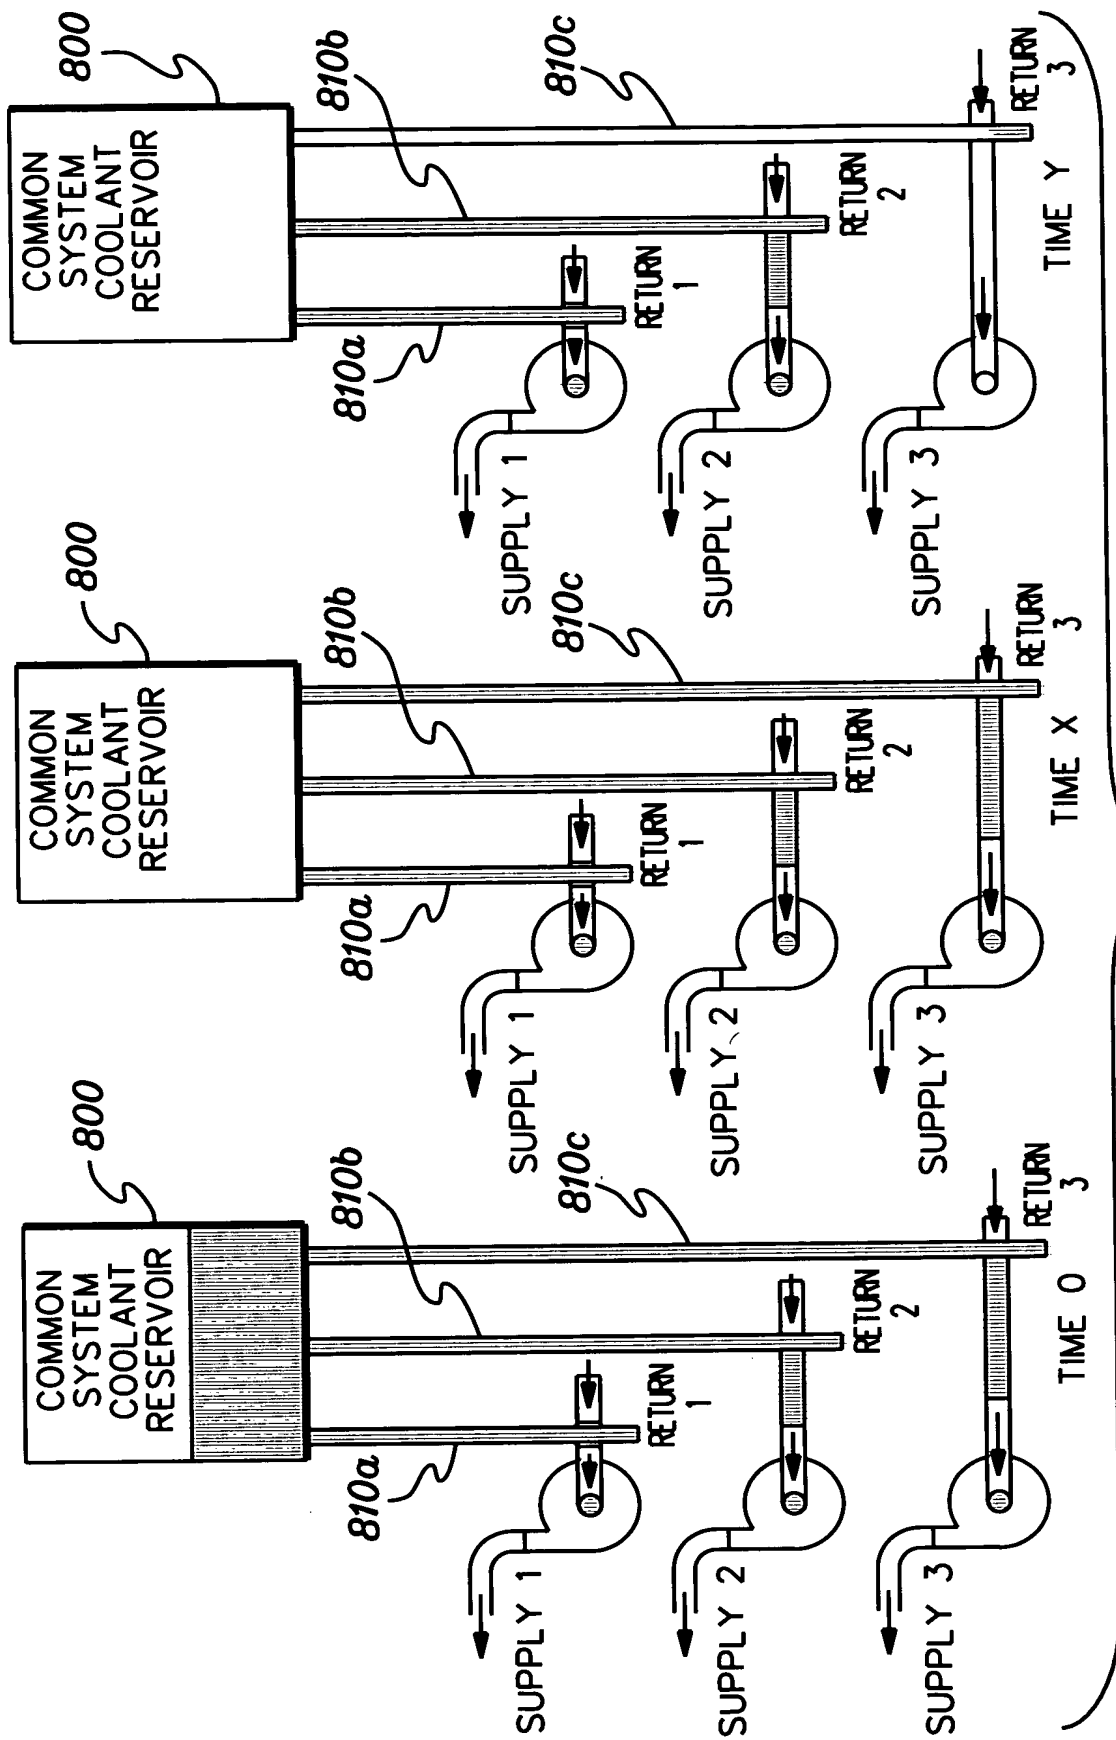 800
COMMON
SYSTEM
COOLANT
RESERVOIR
810a
810b
810c
SUPPLY 1
RETURN
1
SUPPLY 2
RETURN
2
SUPPLY 3
RETURN
3
TIME 0
800
COMMON
SYSTEM
COOLANT
RESERVOIR
810a
810b
810c
SUPPLY 1
RETURN
1
SUPPLY 2
RETURN
2
SUPPLY 3
RETURN
3
TIME X
800
COMMON
SYSTEM
COOLANT
RESERVOIR
810a
810b
810c
SUPPLY 1
RETURN
1
SUPPLY 2
RETURN
2
SUPPLY 3
RETURN
3
TIME Y